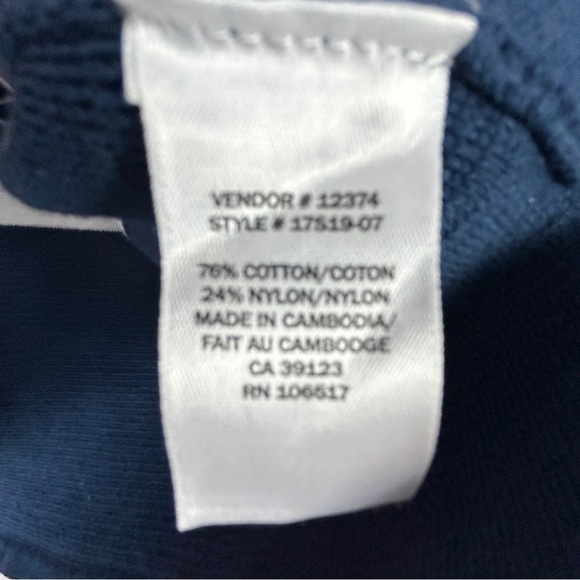 VENDOR # 12374
STYLE # 17S19-07
76% COTTON/COTON
24% NYLON/NYLON
MADE IN CAMBODIA/
FAIT AU CAMBODGE
CA 39123
RN 106517